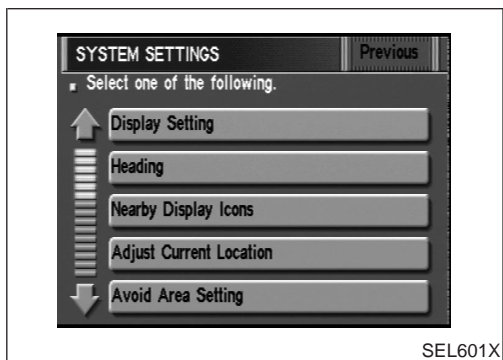 SYSTEM SETTINGS
Previous
Select one of the following.
Display Setting
Heading
Nearby Display Icons
Adjust Current Location
Avoid Area Setting
SEL601X